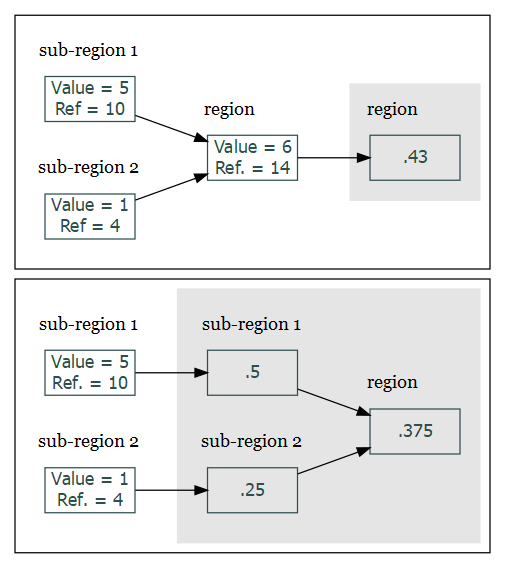 sub-region 1
Value = 5
Ref = 10
region
region
Value = 6
Ref. = 14
.43
sub-region 2
Value = 1
Ref = 4
sub-region 1
sub-region 1
Value = 5
Ref. = 10
.5
region
.375
sub-region 2
sub-region 2
Value = 1
Ref. = 4
.25